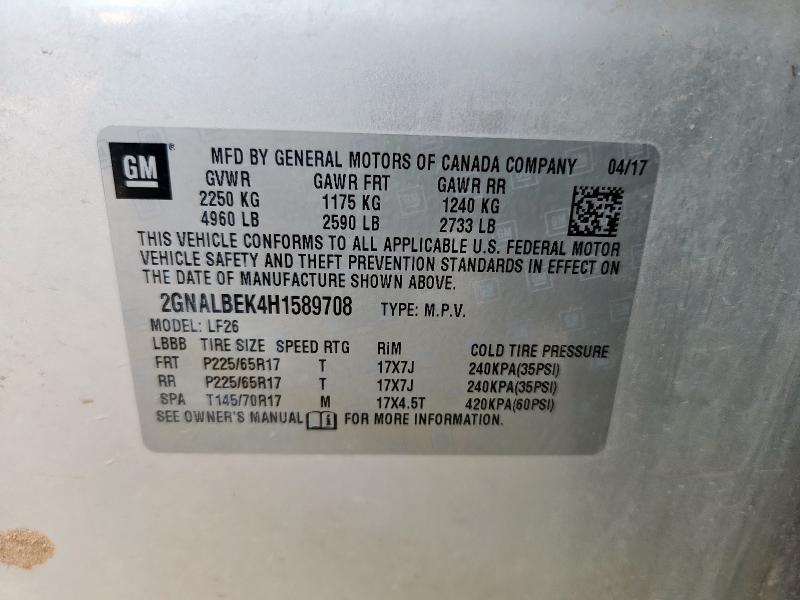 GM® MFD BY GENERAL MOTORS OF CANADA COMPANY 04/17
GVWR GAWR FRT GAWR RR
2250 KG 1175 KG 1240 KG
4960 LB 2590 LB 2733 LB
THIS VEHICLE CONFORMS TO ALL APPLICABLE U.S. FEDERAL MOTOR
VEHICLE SAFETY AND THEFT PREVENTION STANDARDS IN EFFECT ON
THE DATE OF MANUFACTURE SHOWN ABOVE.
2GNALBEK4H1589708 TYPE: M.P.V.
MODEL: LF26
LBBB TIRE SIZE SPEED RTG RiM COLD TIRE PRESSURE
FRT P225/65R17 T 17X7J 240KPA(35PSI)
RR P225/65R17 T 17X7J 240KPA(35PSI)
SPA T145/70R17 M 17X4.5T 420KPA(60PSI)
SEE OWNER'S MANUAL FOR MORE INFORMATION.